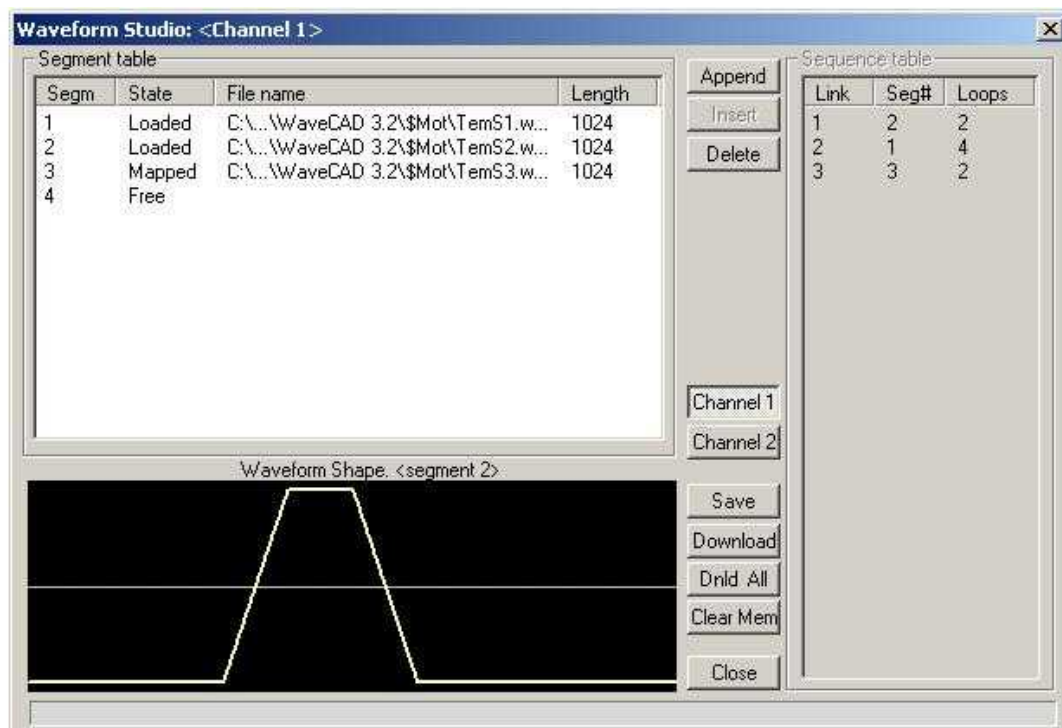 Waveform Studio: <Channel 1>
Segment table
Segm State File name Length
1 Loaded C:\...\WaveCAD 3.2\$Mot\TemS1.w... 1024
2 Loaded C:\...\WaveCAD 3.2\$Mot\TemS2.w... 1024
3 Mapped C:\...\WaveCAD 3.2\$Mot\TemS3.w... 1024
4 Free
Append
Insert
Delete
Channel 1
Channel 2
Sequence table
Link Seg# Loops
1 2 2
2 1 4
3 3 2
Waveform Shape. <segment 2>
Save
Download
Dnld All
Clear Mem
Close